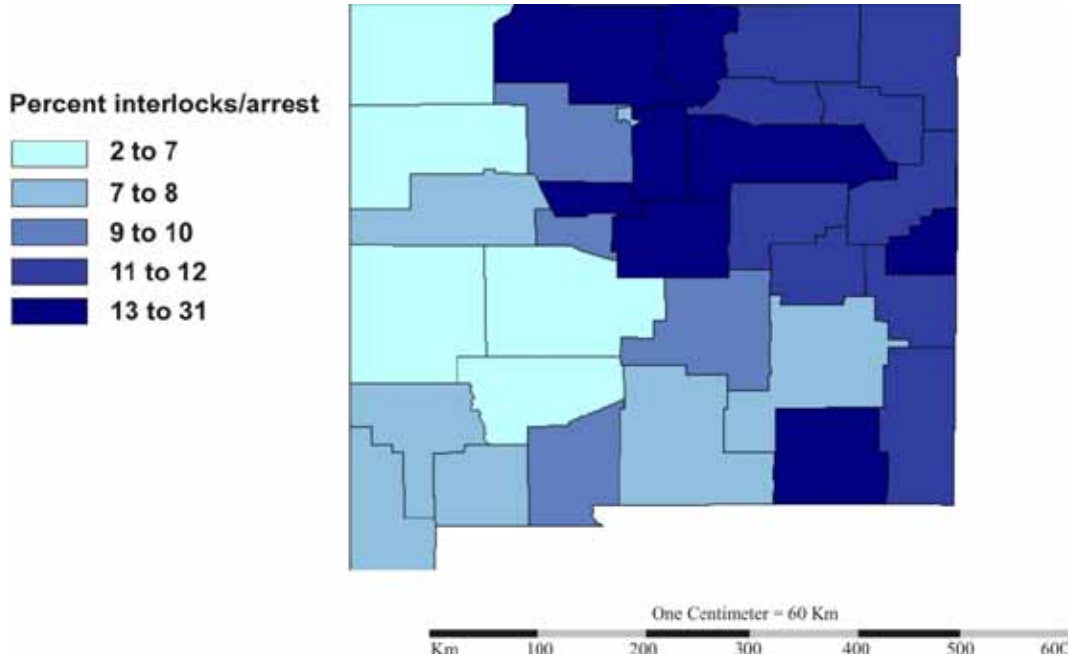 Percent interlocks/arrest
2 to 7
7 to 8
9 to 10
11 to 12
13 to 31
One Centimeter = 60 Km
Km 100 200 300 400 500 600